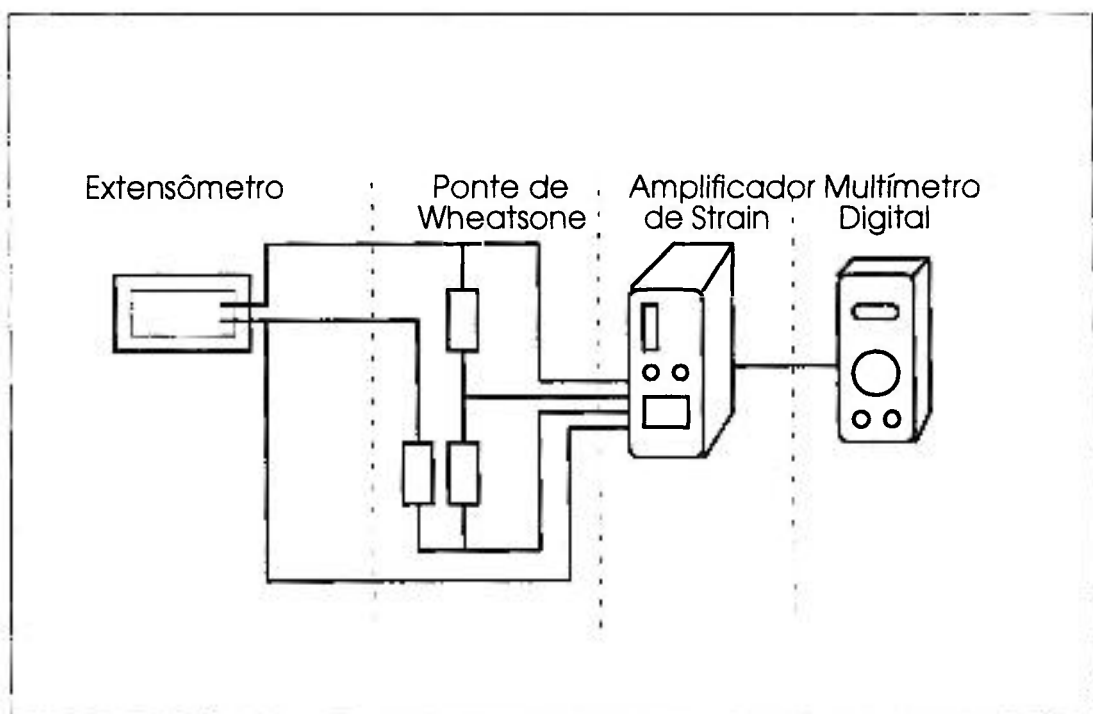 Extensômetro
Ponte de
Wheatsone
Amplificador
de Strain
Multímetro
Digital